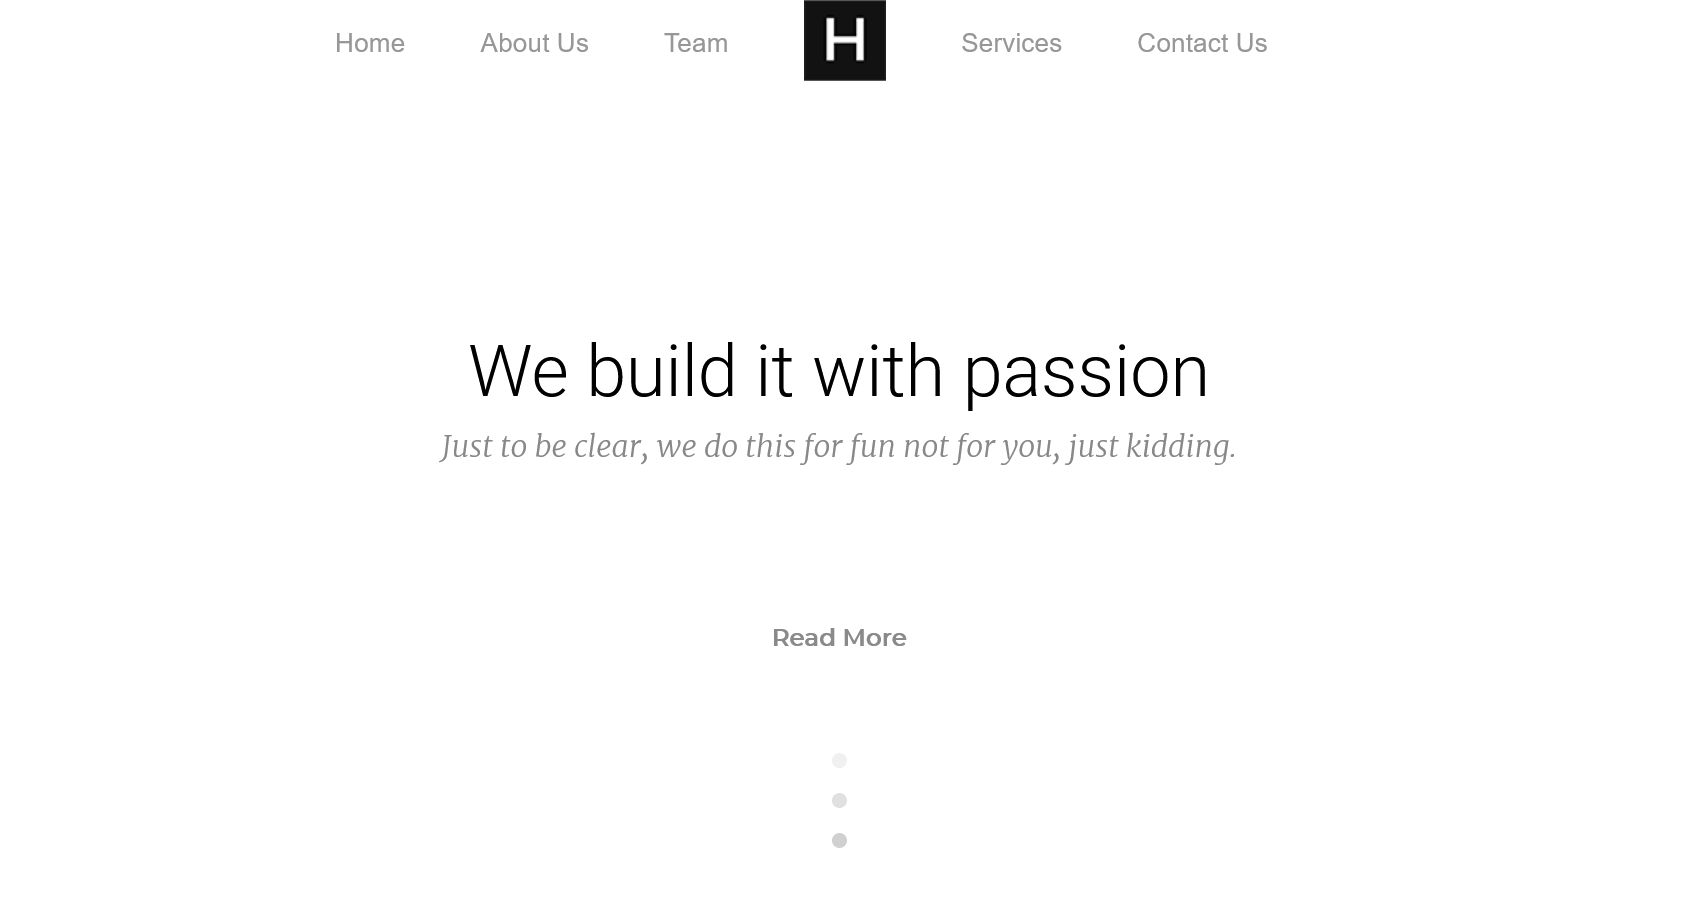 Home About Us Team H Services Contact Us
We build it with passion
Just to be clear, we do this for fun not for you, just kidding.
Read More